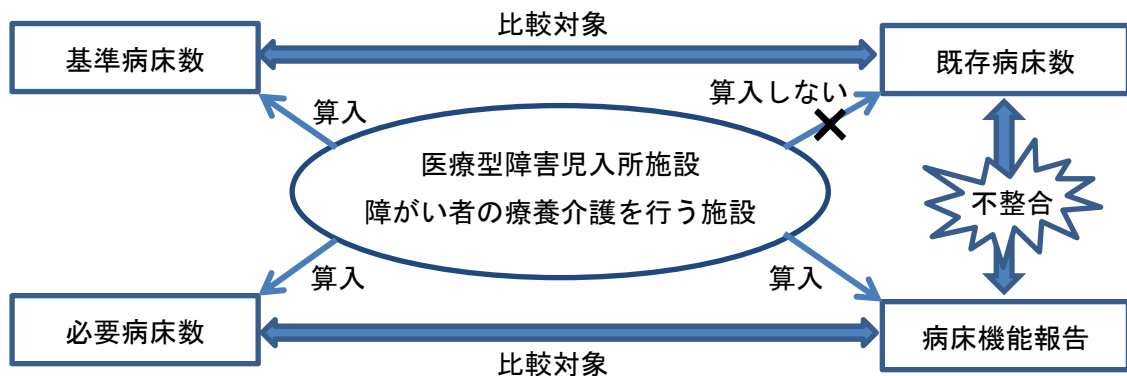 比較対象
基準病床数
既存病床数
算入
算入しない
医療型障害児入所施設
障がい者の療養介護を行う施設
不整合
算入
算入
必要病床数
病床機能報告
比較対象